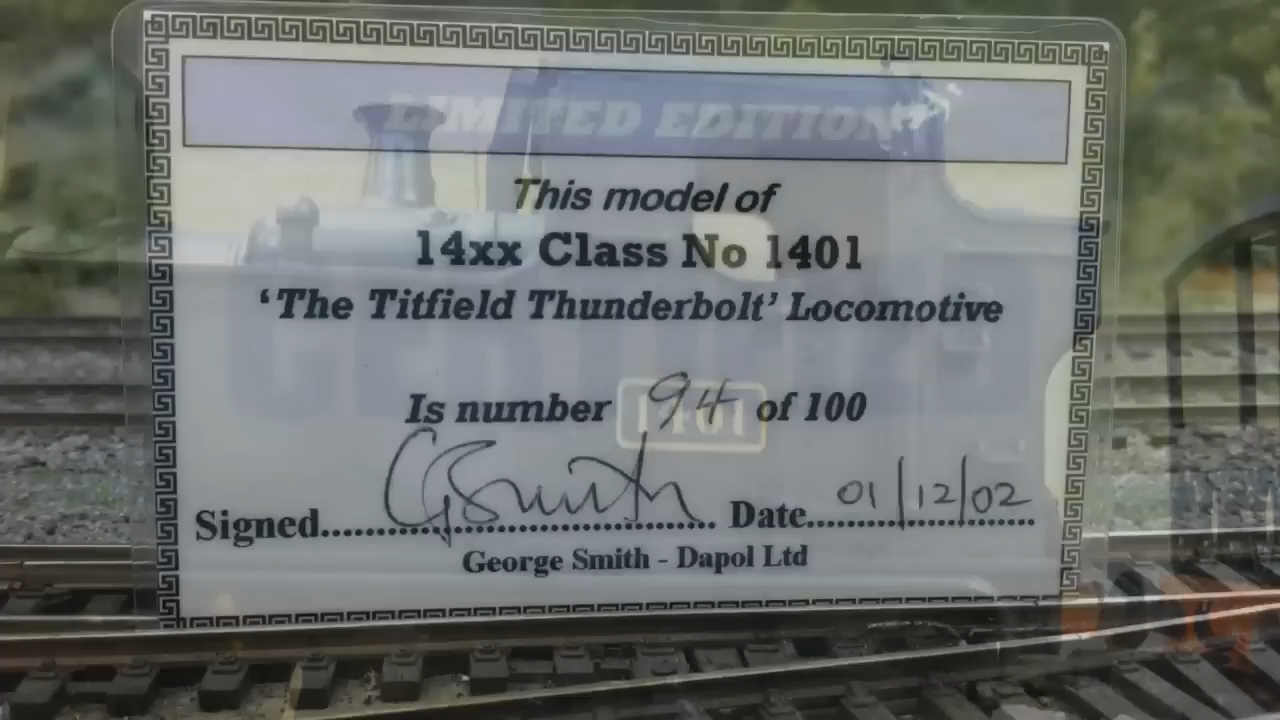 LIMITED EDITION
This model of
14xx Class No 1401
‘The Titfield Thunderbolt’ Locomotive
Is number 94 of 100
1401
Signed.......... G Smith .......... Date.......... 01/12/02
George Smith - Dapol Ltd